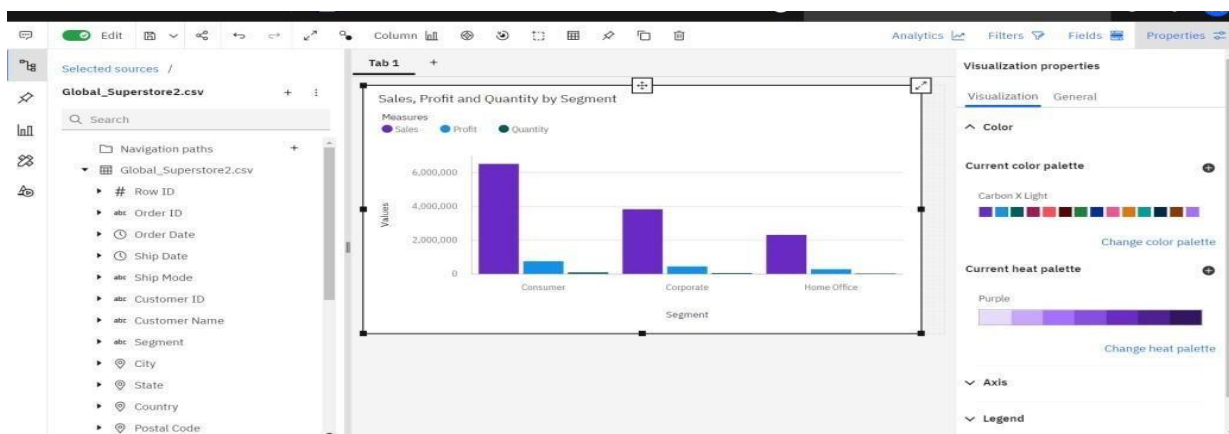 Edit
Column
Analytics
Filters
Fields
Properties
Selected sources /
Global_Superstore2.csv
Search
Navigation paths
Global_Superstore2.csv
# Row ID
abc Order ID
Order Date
Ship Date
abc Ship Mode
abc Customer ID
abc Customer Name
abc Segment
City
State
Country
Postal Code
Tab 1 +
Sales, Profit and Quantity by Segment
Measures
Sales Profit Quantity
Values
6,000,000
4,000,000
2,000,000
0
Consumer Corporate Home Office
Segment
Visualization properties
Visualization General
Color
Current color palette
Carbon X Light
Change color palette
Current heat palette
Purple
Change heat palette
Axis
Legend